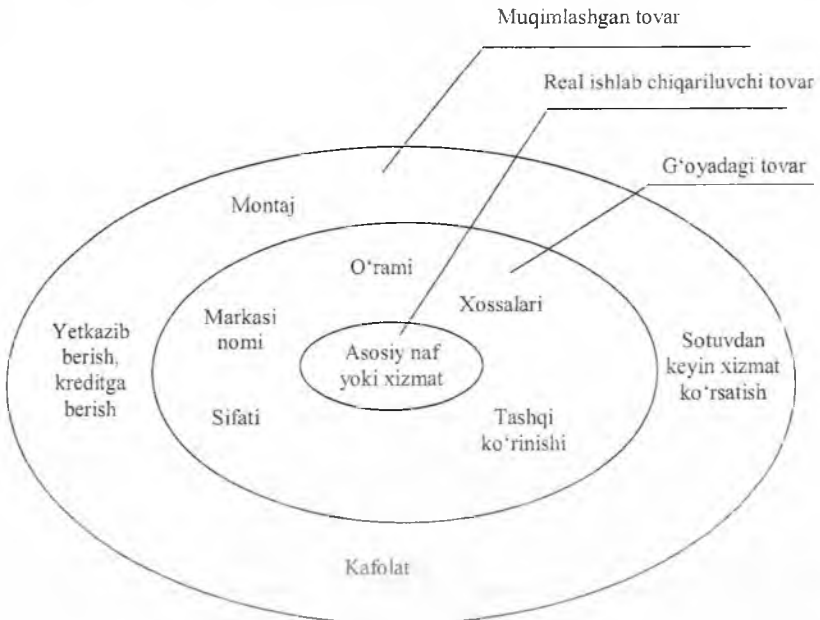 Muqimlashgan tovar
Real ishlab chiqariluvchi tovar
G‘oyadagi tovar
Montaj
O‘rami
Xossalari
Markasi
nomi
Yetkazib
berish,
kreditga
berish
Asosiy naf
yoki xizmat
Sotuvdan
keyin xizmat
ko‘rsatish
Sifati
Tashqi
ko‘rinishi
Kafolat